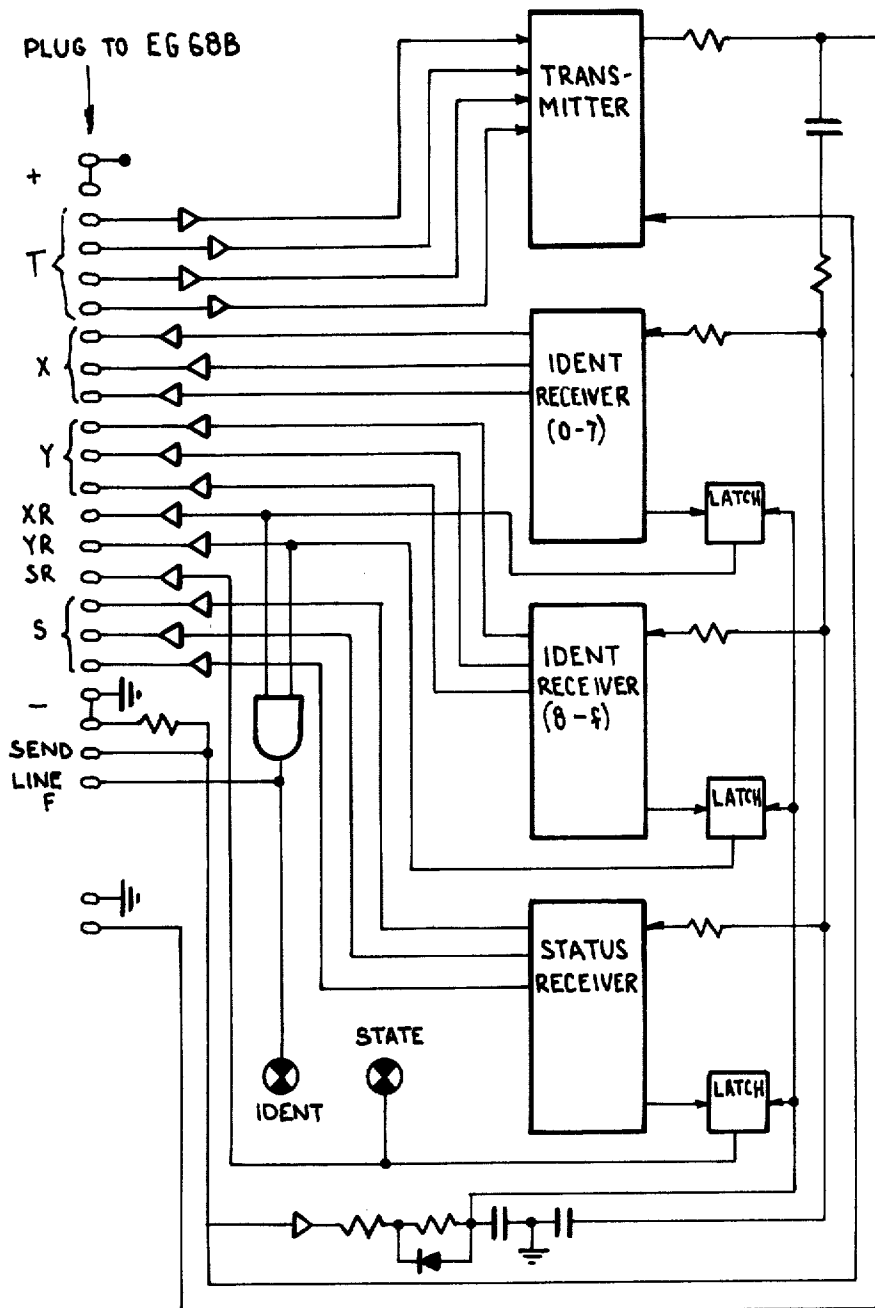 PLUG TO EG 68B
+
T
X
Y
XR
YR
SR
S
-
SEND
LINE
F
TRANS-
MITTER
IDENT
RECEIVER
(0-7)
LATCH
IDENT
RECEIVER
(8-f)
LATCH
STATUS
RECEIVER
LATCH
STATE
IDENT